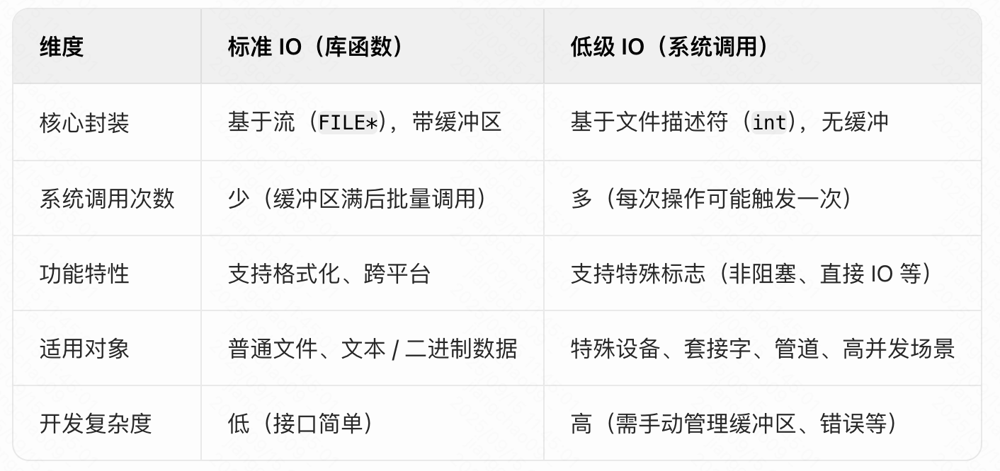 维度 标准 IO（库函数） 低级 IO（系统调用）
核心封装 基于流（FILE*），带缓冲区 基于文件描述符（int），无缓冲
系统调用次数 少（缓冲区满后批量调用） 多（每次操作可能触发一次）
功能特性 支持格式化、跨平台 支持特殊标志（非阻塞、直接 IO 等）
适用对象 普通文件、文本 / 二进制数据 特殊设备、套接字、管道、高并发场景
开发复杂度 低（接口简单） 高（需手动管理缓冲区、错误等）